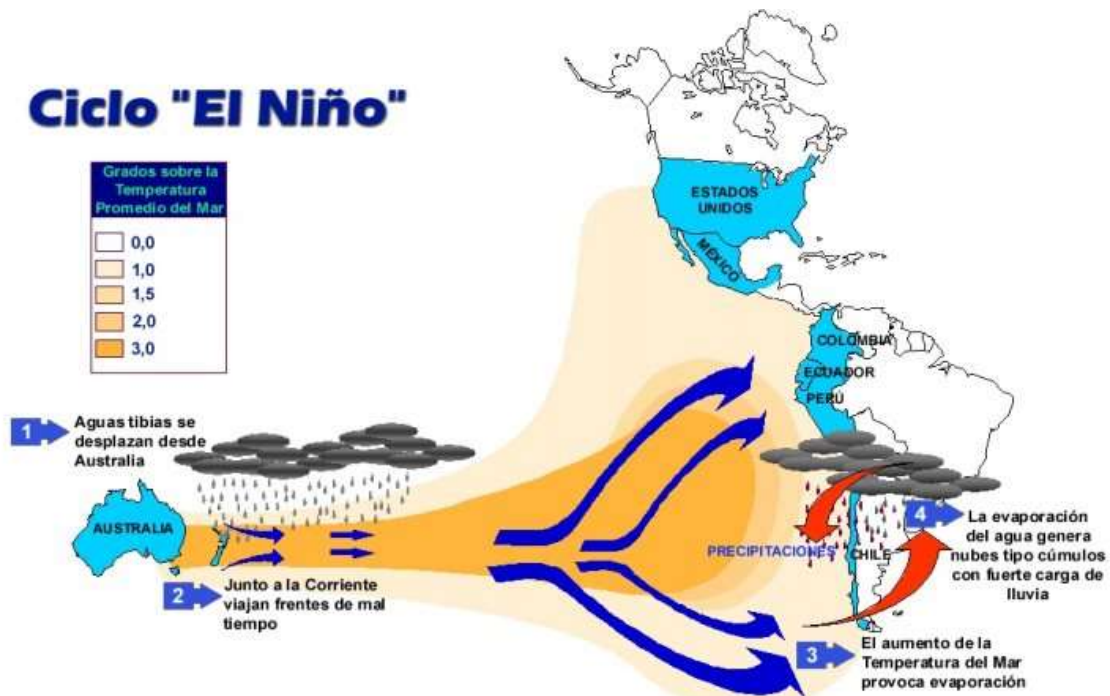 Ciclo "El Niño"
Grados sobre la
Temperatura
Promedio del Mar
0,0
1,0
1,5
2,0
3,0
ESTADOS
UNIDOS
MÉXICO
COLOMBIA
ECUADOR
PERÚ
1
Aguas tibias se
desplazan desde
Australia
AUSTRALIA
2
Junto a la Corriente
viajan frentes de mal
tiempo
PRECIPITACIONES
CHILE
4
La evaporación
del agua genera
nubes tipo cúmulos
con fuerte carga de
lluvia
3
El aumento de la
Temperatura del Mar
provoca evaporación